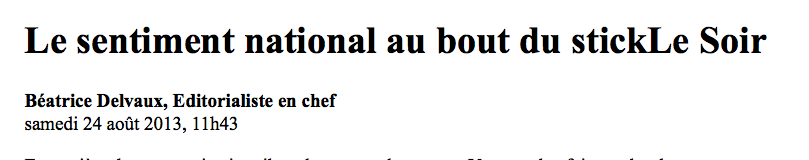 Le sentiment national au bout du stickLe Soir
Béatrice Delvaux, Editorialiste en chef
samedi 24 août 2013, 11h43